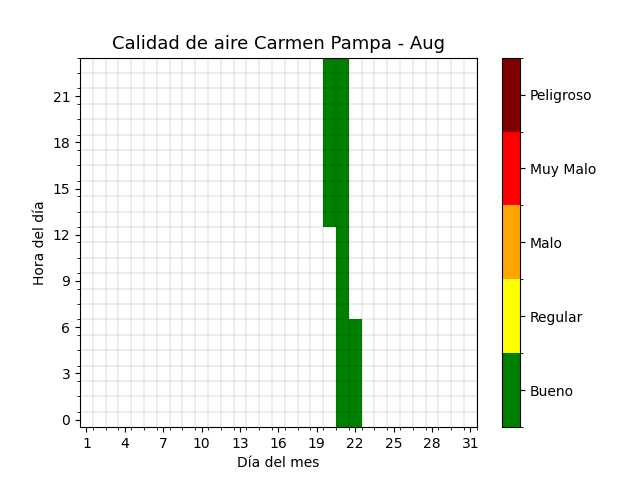 Calidad de aire Carmen Pampa - Aug
Hora del día
21
18
15
12
9
6
3
0
1 4 7 10 13 16 19 22 25 28 31
Día del mes
Peligroso
Muy Malo
Malo
Regular
Bueno